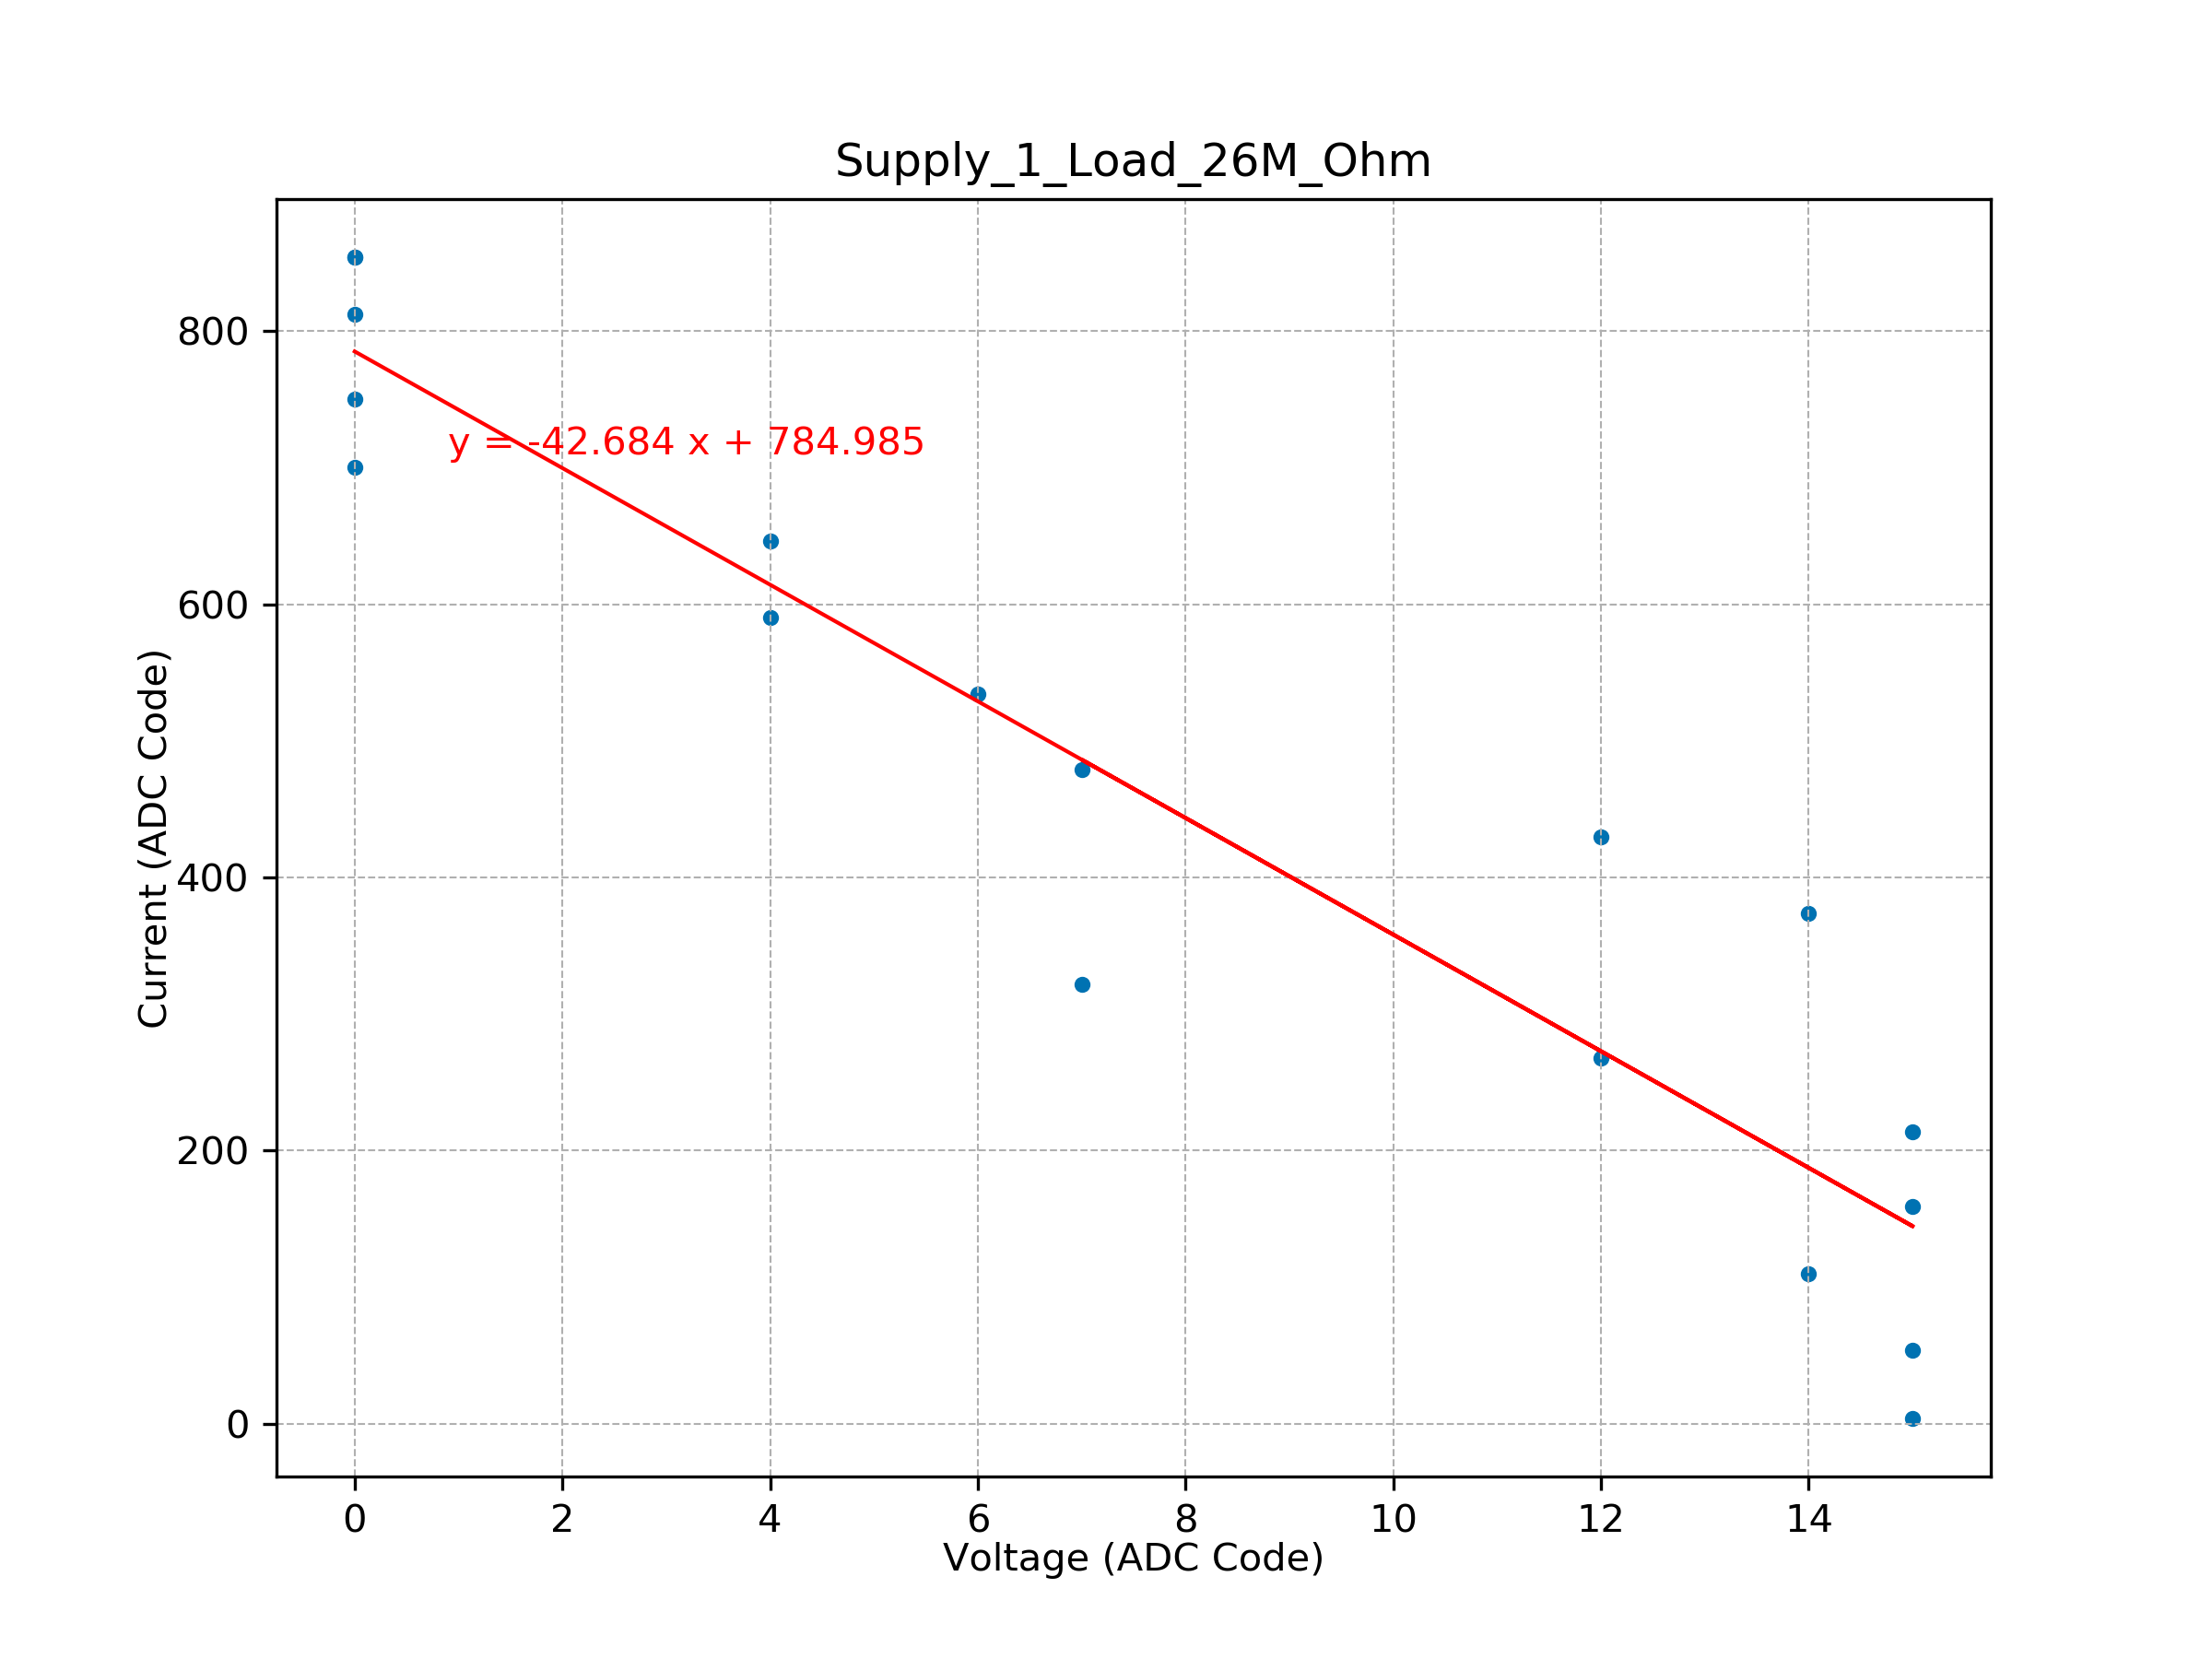 Supply_1_Load_26M_Ohm
800
600
400
200
0
Current (ADC Code)
y = -42.684 x + 784.985
0 2 4 6 8 10 12 14
Voltage (ADC Code)